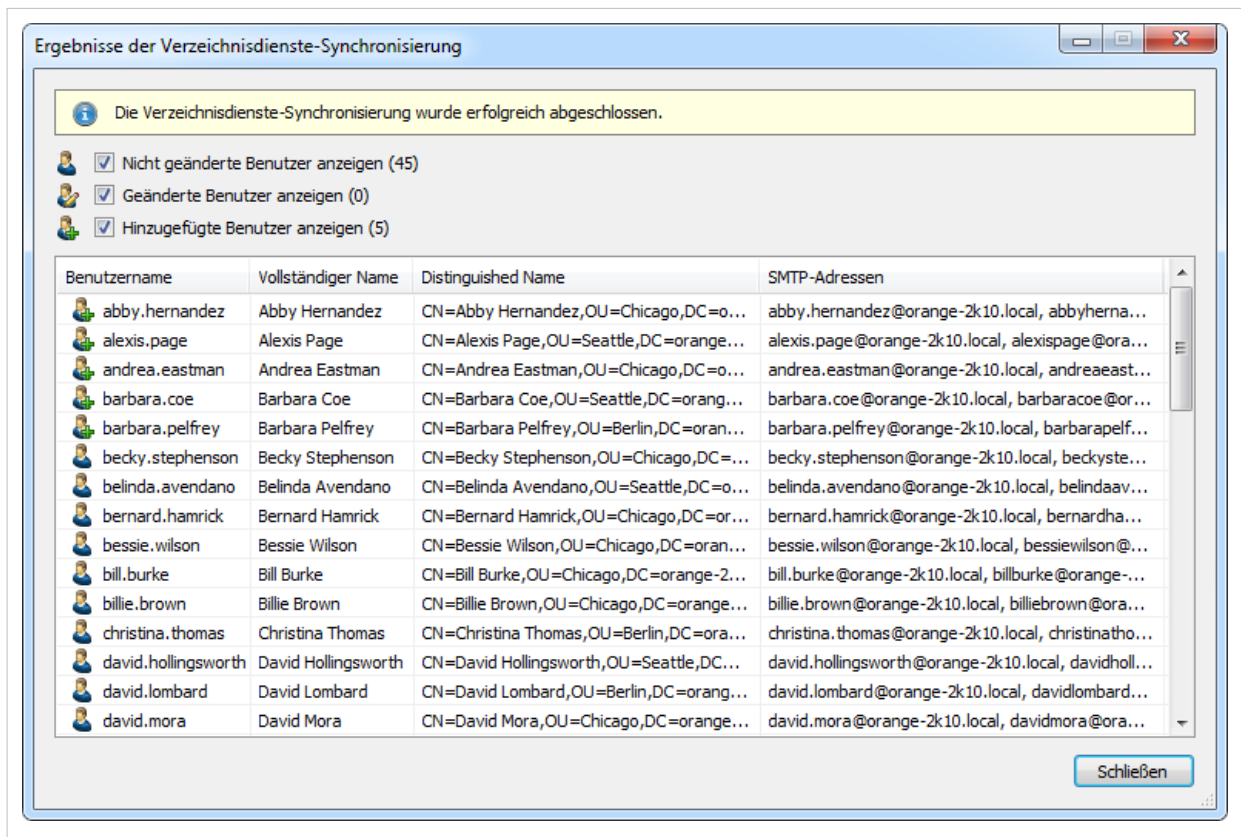 Ergebnisse der Verzeichnisdienste-Synchronisierung
Die Verzeichnisdienste-Synchronisierung wurde erfolgreich abgeschlossen.
Nicht geänderte Benutzer anzeigen (45)
Geänderte Benutzer anzeigen (0)
Hinzugefügte Benutzer anzeigen (5)
Benutzername Vollständiger Name Distinguished Name SMTP-Adressen
abby.hernandez Abby Hernandez CN=Abby Hernandez,OU=Chicago,DC=o... abby.hernandez@orange-2k10.local, abbyherna...
alexis.page Alexis Page CN=Alexis Page,OU=Seattle,DC=orange... alexis.page@orange-2k10.local, alexispage@ora...
andrea.eastman Andrea Eastman CN=Andrea Eastman,OU=Chicago,DC=o... andrea.eastman@orange-2k10.local, andreaeast...
barbara.coe Barbara Coe CN=Barbara Coe,OU=Seattle,DC=orang... barbara.coe@orange-2k10.local, barbaracoe@or...
barbara.pelfrey Barbara Pelfrey CN=Barbara Pelfrey,OU=Berlin,DC=oran... barbara.pelfrey@orange-2k10.local, barbarapelf...
becky.stephenson Becky Stephenson CN=Becky Stephenson,OU=Chicago,DC=... becky.stephenson@orange-2k10.local, beckyste...
belinda.avendano Belinda Avendano CN=Belinda Avendano,OU=Seattle,DC=o... belinda.avendano@orange-2k10.local, belindaav...
bernard.hamrick Bernard Hamrick CN=Bernard Hamrick,OU=Chicago,DC=or... bernard.hamrick@orange-2k10.local, bernardha...
bessie.wilson Bessie Wilson CN=Bessie Wilson,OU=Chicago,DC=oran... bessie.wilson@orange-2k10.local, bessiewilson@...
bill.burke Bill Burke CN=Bill Burke,OU=Chicago,DC=orange-2... bill.burke@orange-2k10.local, billburke@orange-...
billie.brown Billie Brown CN=Billie Brown,OU=Chicago,DC=orange... billie.brown@orange-2k10.local, billiebrown@ora...
christina.thomas Christina Thomas CN=Christina Thomas,OU=Berlin,DC=ora... christina.thomas@orange-2k10.local, christinatho...
david.hollingsworth David Hollingsworth CN=David Hollingsworth,OU=Seattle,DC... david.hollingsworth@orange-2k10.local, davidholl...
david.lombard David Lombard CN=David Lombard,OU=Berlin,DC=orang... david.lombard@orange-2k10.local, davidlombard...
david.mora David Mora CN=David Mora,OU=Chicago,DC=orange... david.mora@orange-2k10.local, davidmora@ora...
Schließen